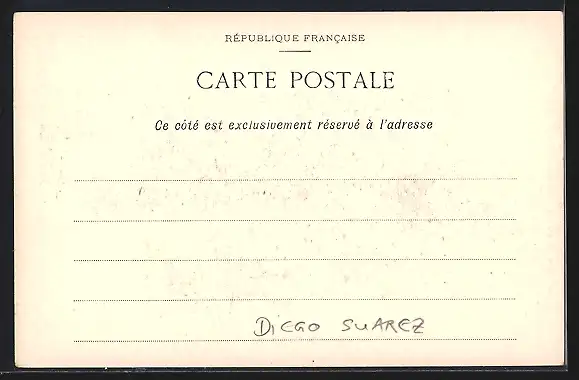 RÉPUBLIQUE FRANÇAISE
CARTE POSTALE
Ce côté est exclusivement réservé à l'adresse
DIEGO SUAREZ